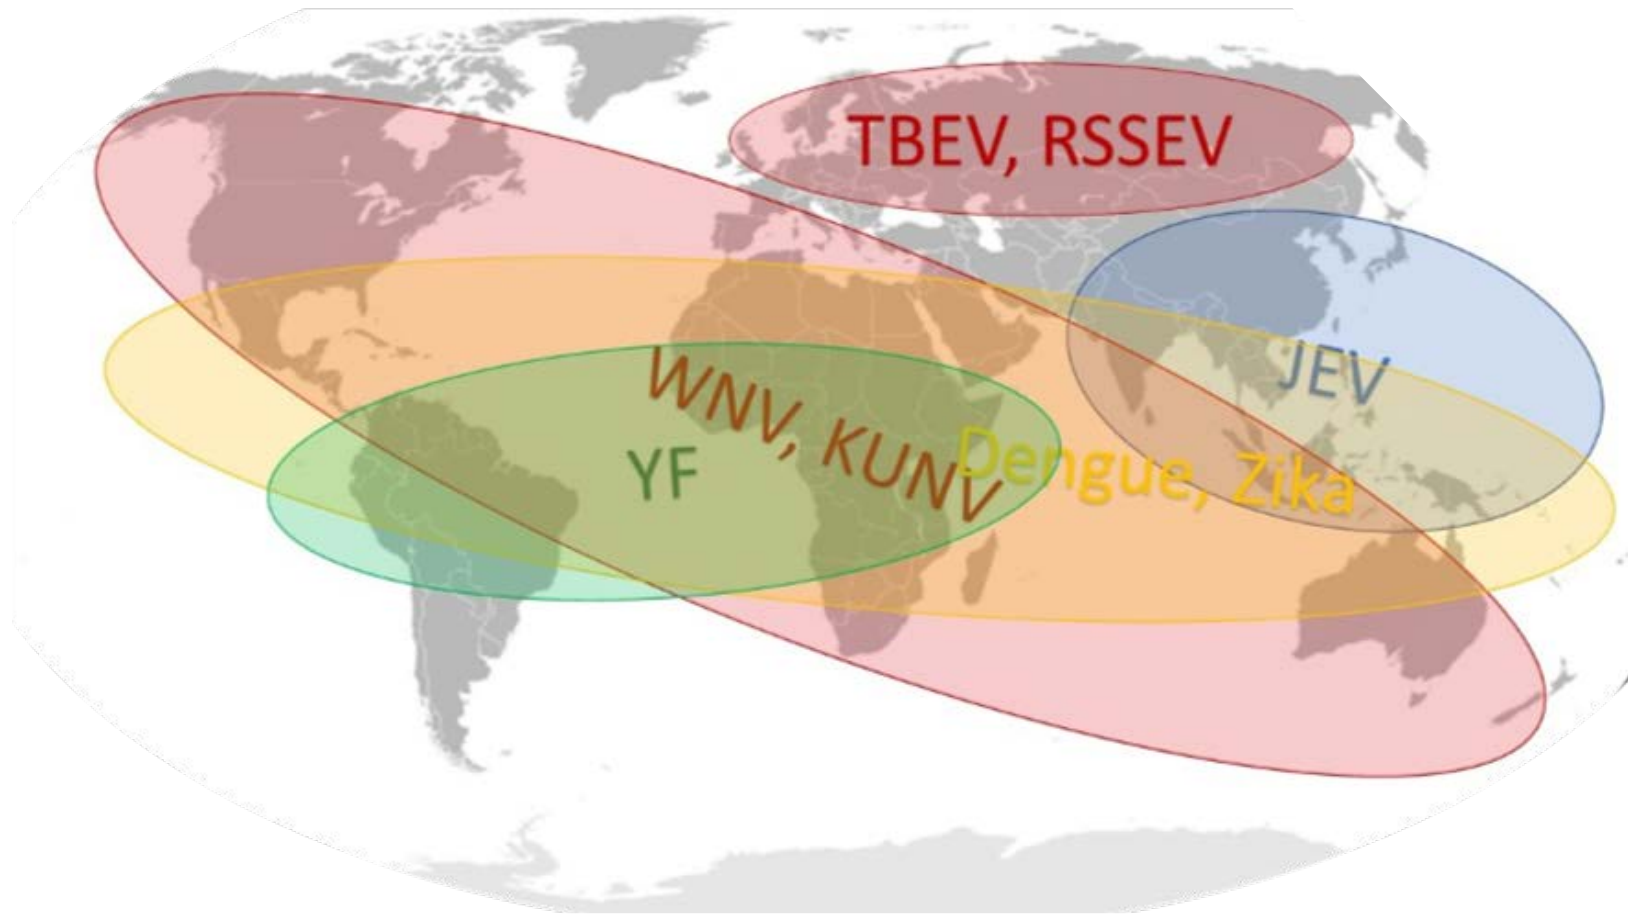 TBEV, RSSEV
JEV
WNV, KUNV
Dengue, Zika
YF